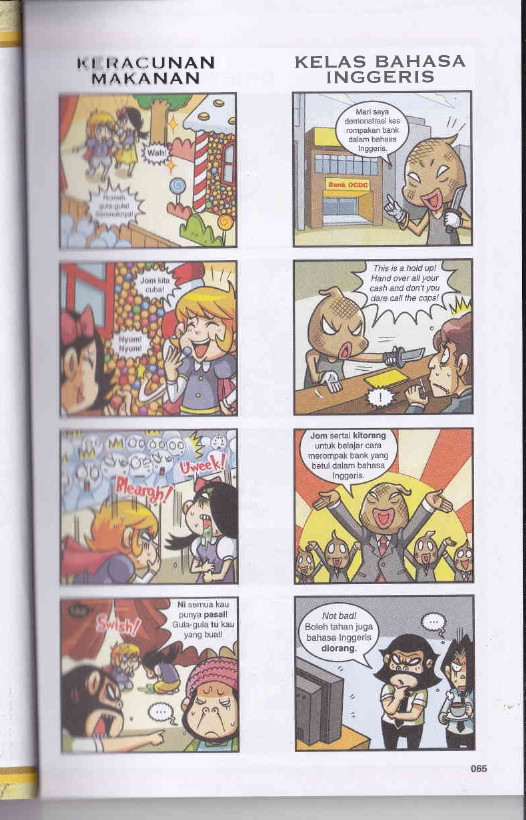 KERACUNAN
MAKANAN
Wah!
Rumah
gula-gula!
Jom kita
cuba!
Nyum!
Nyum!
Uweek!
Bleargh!
Swish!
Ni semua kau
punya pasal!
Gula-gula tu kau
yang buat!
...
KELAS BAHASA
INGGERIS
Mari saya
demonstrasi kes
rompakan bank
dalam bahasa
Inggeris.
Bank OCDC
This is a hold up!
Hand over all your
cash and don't you
dare call the cops!
!
Jom sertai kitorang
untuk belajar cara
merompak bank yang
betul dalam bahasa
Inggeris.
Not bad!
Boleh tahan juga
bahasa Inggeris
diorang.
...
065